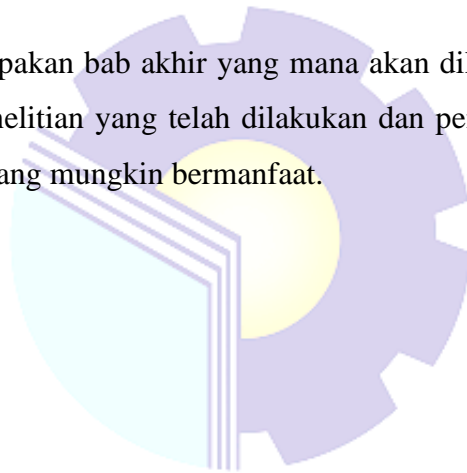 pakan bab akhir yang mana akan dil
nelitian yang telah dilakukan dan pe
ang mungkin bermanfaat.